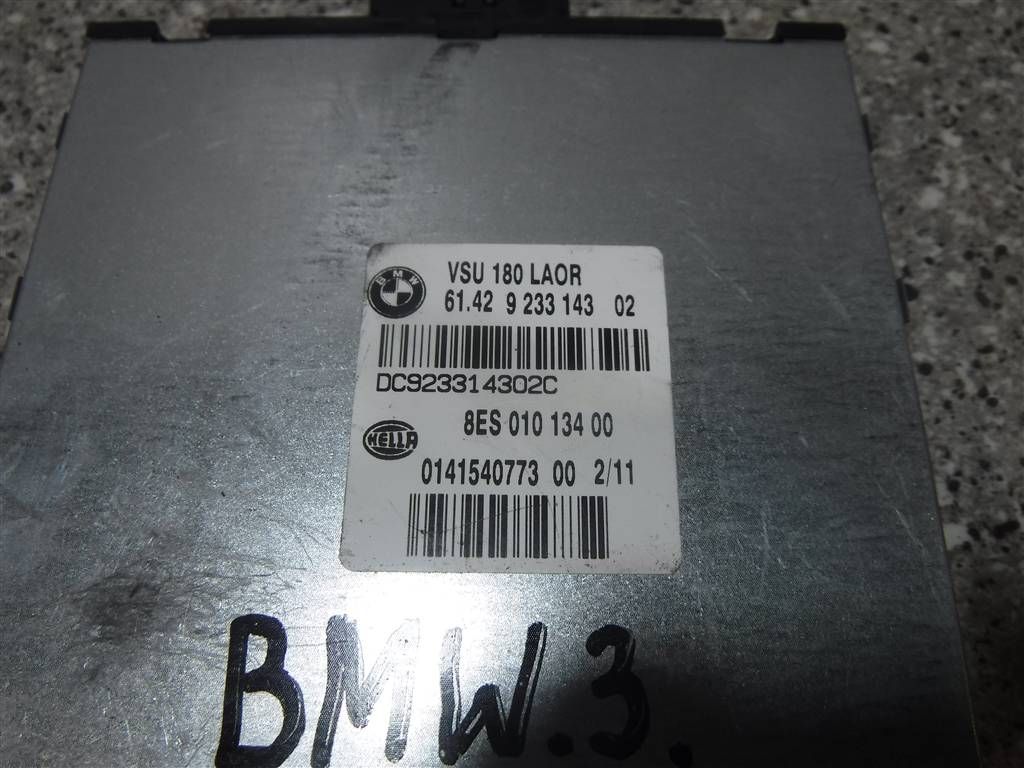 VSU 180 LAOR
BMW
61.42 9 233 143 02
DC923314302C
8ES 010 134 00
HELLA
0141540773 00 2/11
BMW.3.